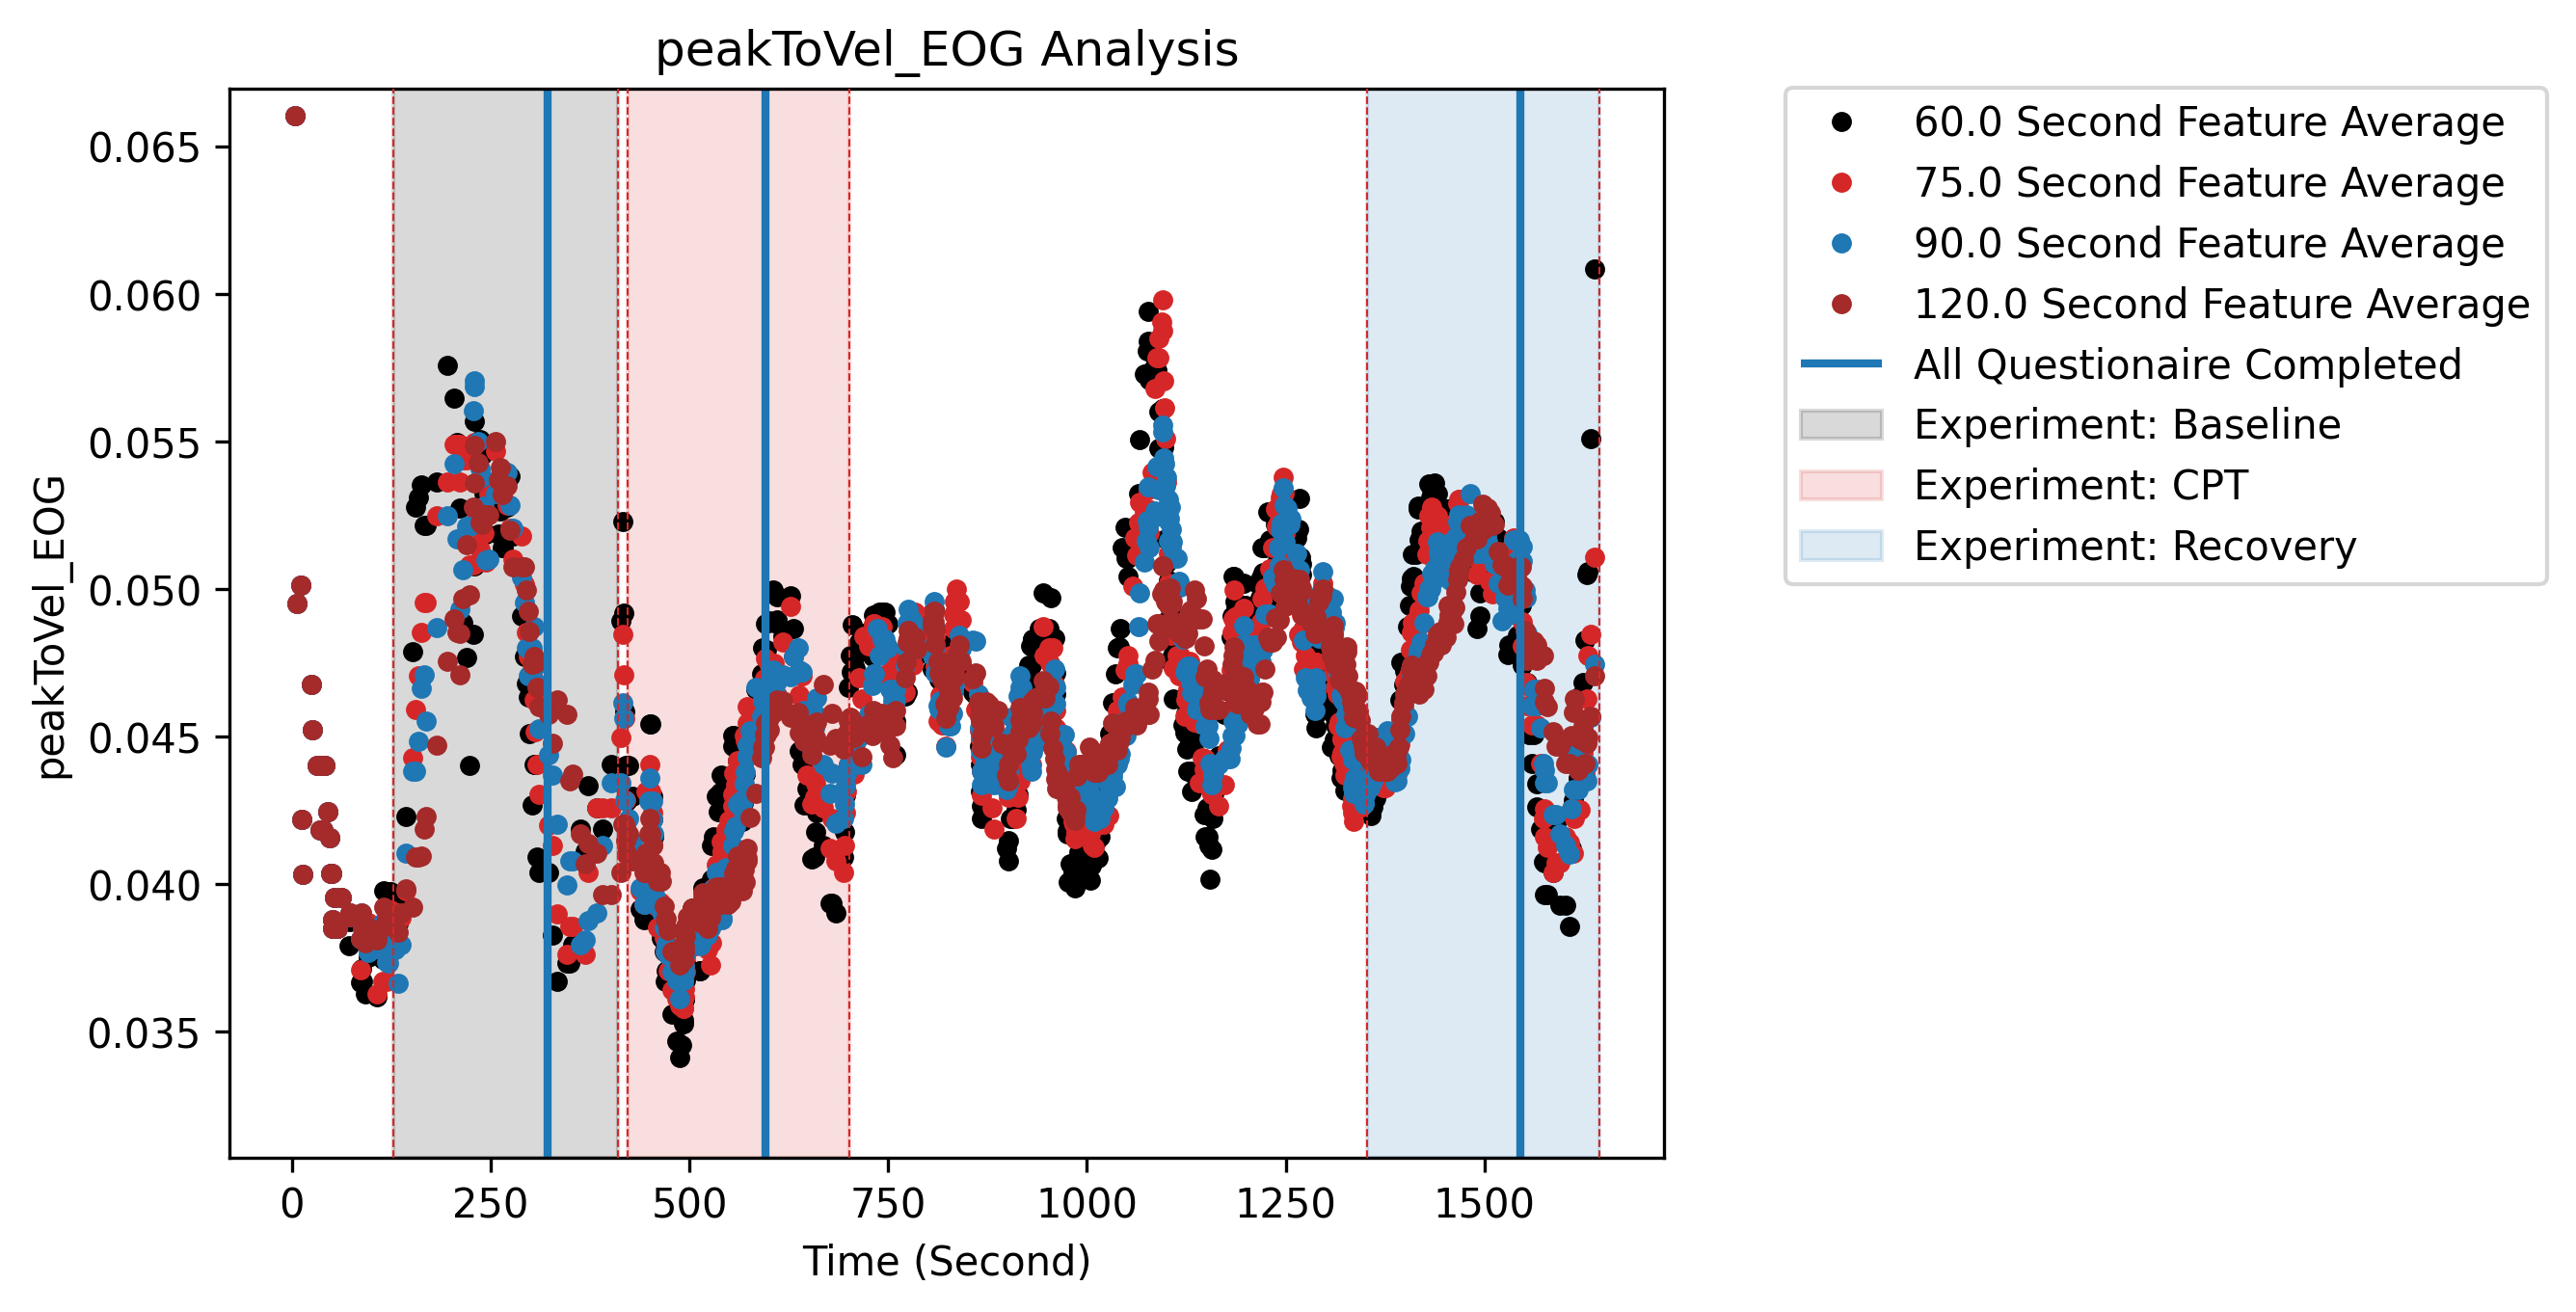 peakToVel_EOG Analysis
peakToVel_EOG
0.065
0.060
0.055
0.050
0.045
0.040
0.035
0 250 500 750 1000 1250 1500
Time (Second)
60.0 Second Feature Average
75.0 Second Feature Average
90.0 Second Feature Average
120.0 Second Feature Average
All Questionaire Completed
Experiment: Baseline
Experiment: CPT
Experiment: Recovery